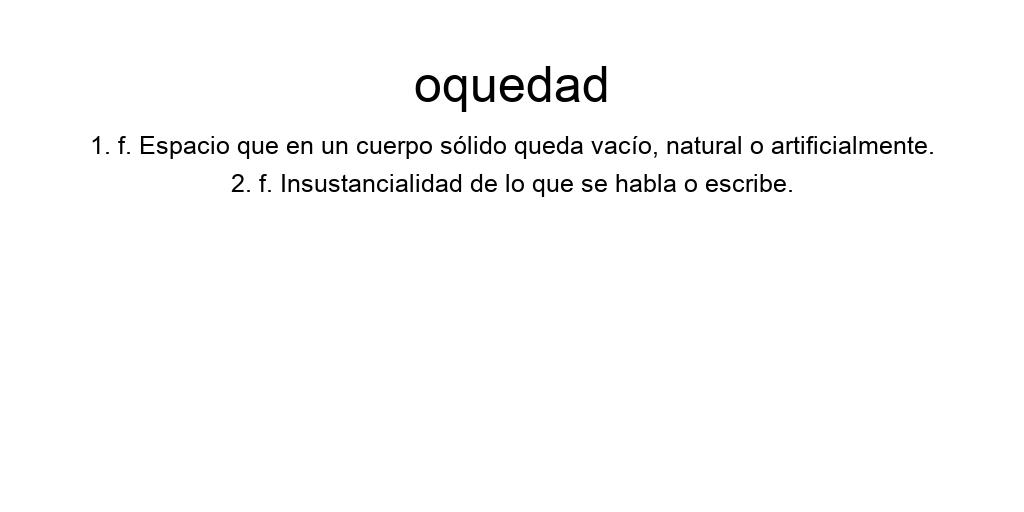 oquedad
1. f. Espacio que en un cuerpo sólido queda vacío, natural o artificialmente.
2. f. Insustancialidad de lo que se habla o escribe.